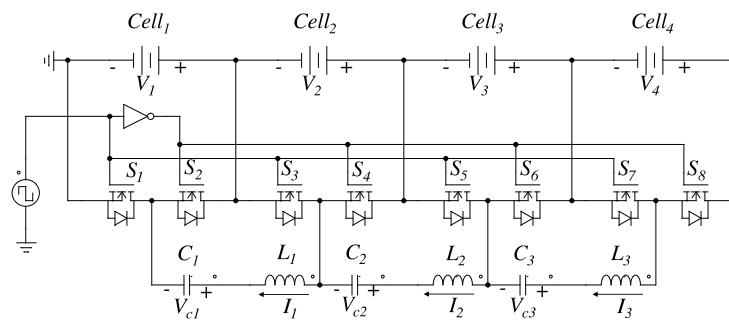 Cell1 Cell2 Cell3 Cell4
- + - + - + - +
V1 V2 V3 V4
S1 S2 S3 S4 S5 S6 S7 S8
C1 L1 C2 L2 C3 L3
- + - + - +
Vc1 I1 Vc2 I2 Vc3 I3